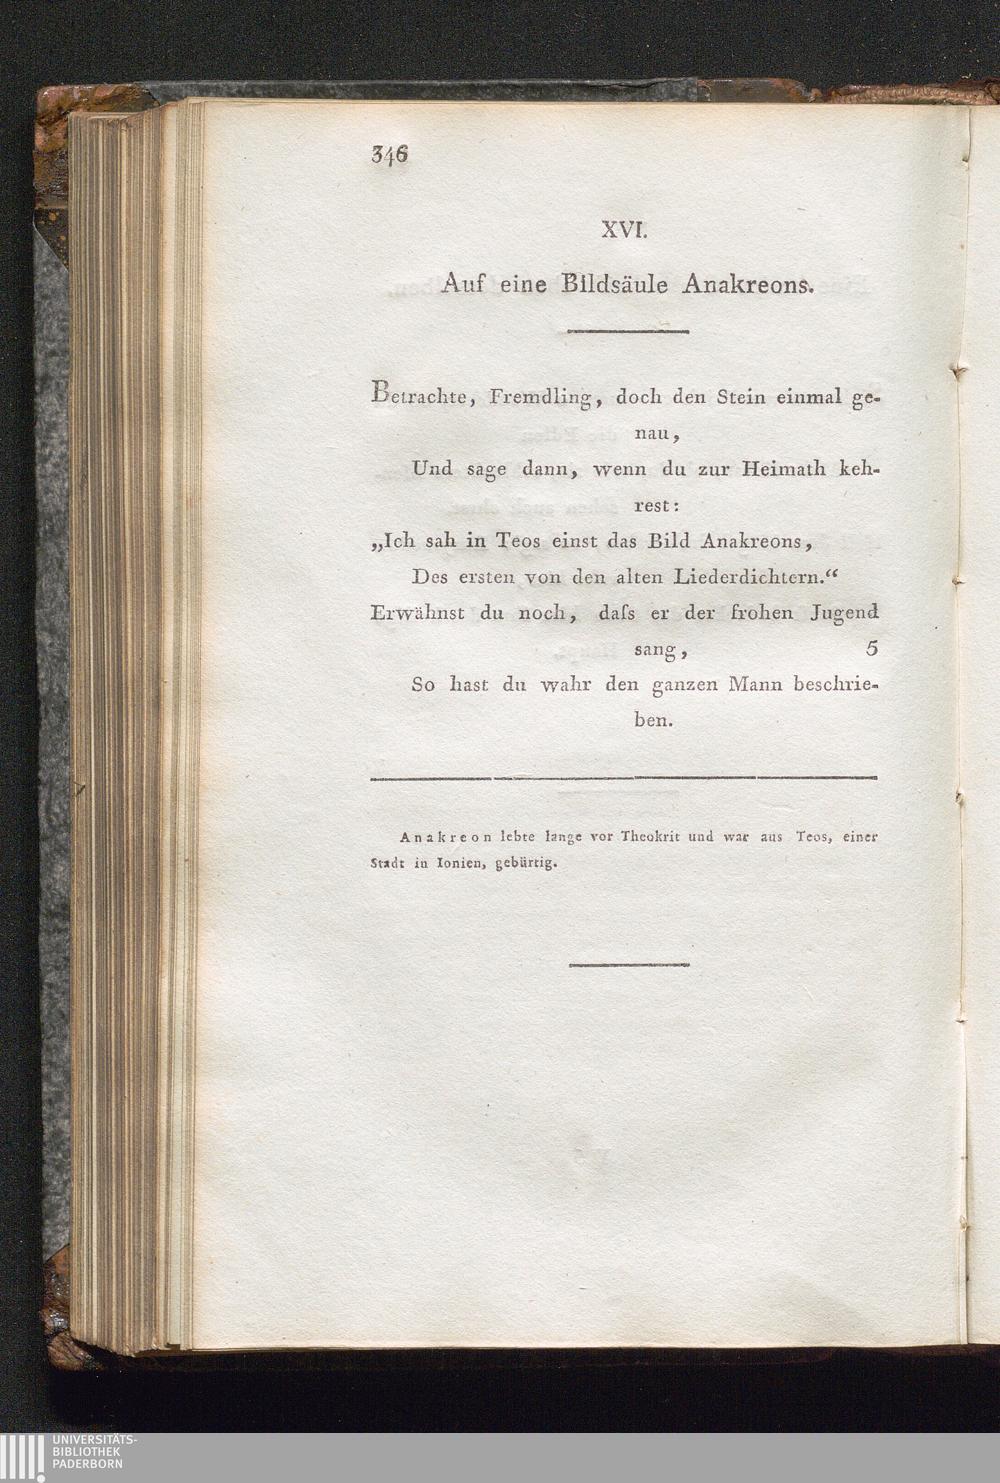 346
XVI.
Auf eine Bildsäule Anakreons.
Betrachte, Fremdling, doch den Stein einmal ge-
nau,
Und sage dann, wenn du zur Heimath keh-
rest:
„Ich sah in Teos einst das Bild Anakreons,
Des ersten von den alten Liederdichtern.“
Erwähnst du noch, daſs er der frohen Jugend
sang, 5
So hast du wahr den ganzen Mann beschrie-
ben.
Anakreon lebte lange vor Theokrit und war aus Teos, einer
Stadt in Ionien, gebürtig.
UNIVERSITÄTS-
BIBLIOTHEK
PADERBORN